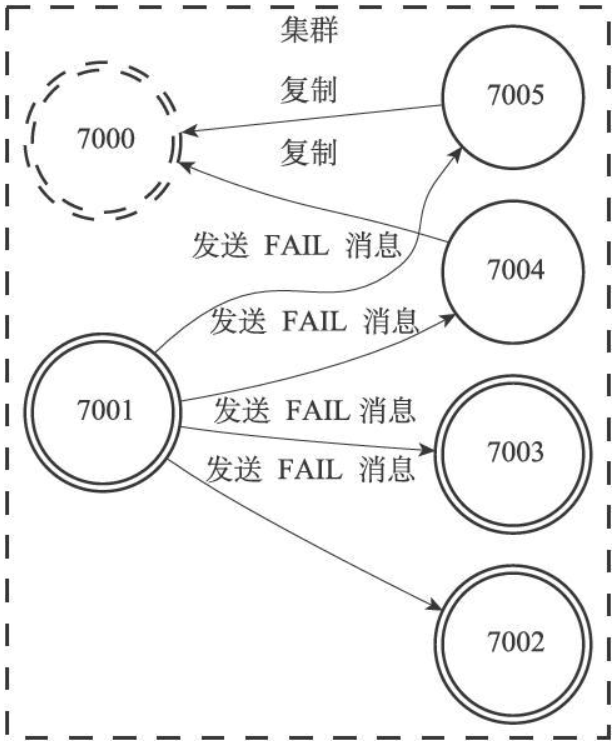 集群
复制
7005
7000
复制
发送 FAIL 消息
7004
发送 FAIL 消息
7001
发送 FAIL 消息
7003
发送 FAIL 消息
7002